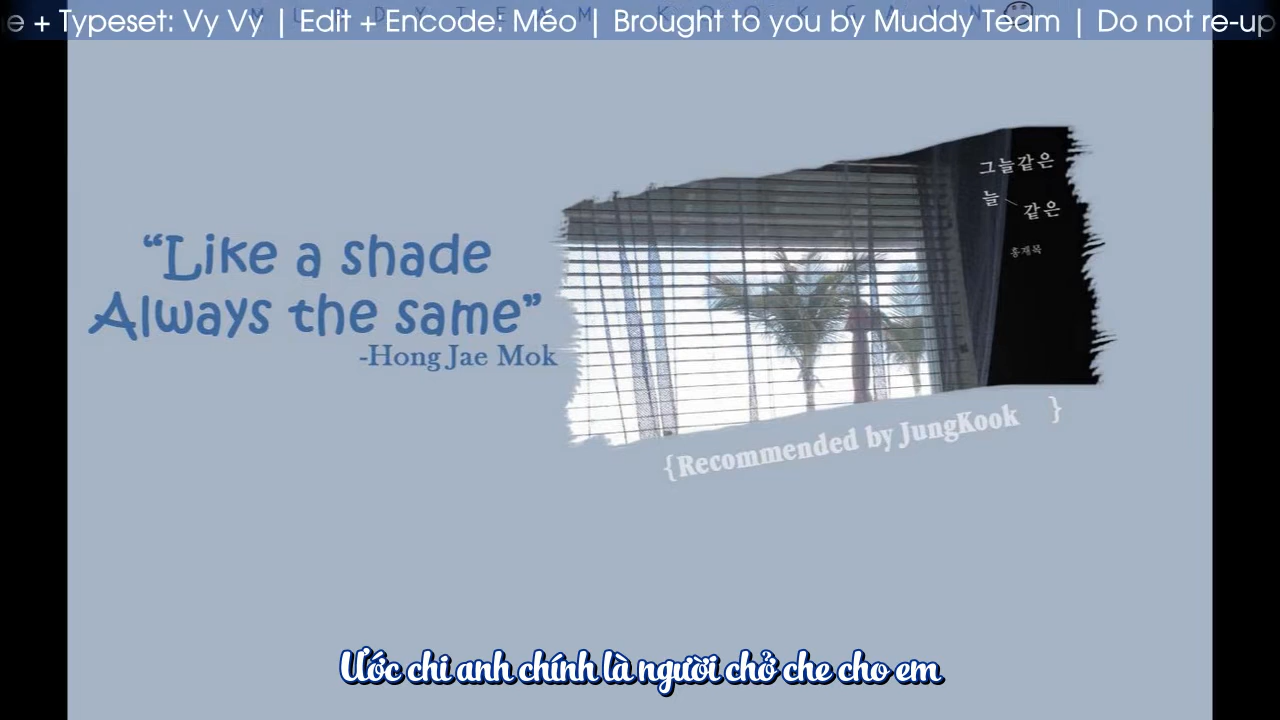 e + Typeset: Vy Vy | Edit + Encode: Méo | Brought to you by Muddy Team | Do not re-up
그늘같은
늘 같은
홍재목
“Like a shade
Always the same”
-Hong Jae Mok
{Recommended by JungKook }
Ước chi anh chính là người chở che cho em